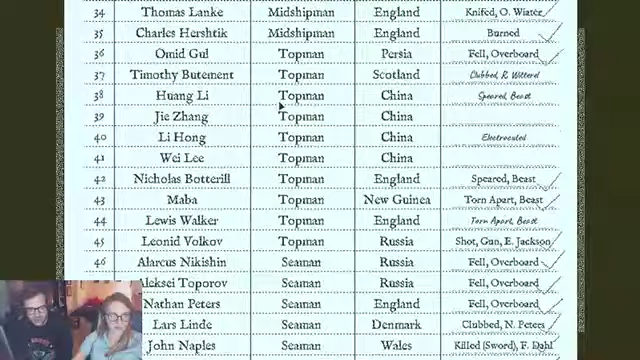 34 Thomas Lanke Midshipman England Knifed, O. Wiater
35 Charles Hershtik Midshipman England Burned
36 Omid Gul Topman Persia Fell, Overboard
37 Timothy Butement Topman Scotland Clubbed, R. Witterel
38 Huang Li Topman China Speared, Beast
39 Jie Zhang Topman China
40 Li Hong Topman China Electrocuted
41 Wei Lee Topman China
42 Nicholas Botterill Topman England Speared, Beast
43 Maba Topman New Guinea Torn Apart, Beast
44 Lewis Walker Topman England Torn Apart, Beast
45 Leonid Volkov Topman Russia Shot, Gun, E. Jackson
46 Alarcus Nikishin Seaman Russia Fell, Overboard
Aleksei Toporov Seaman Russia Fell, Overboard
Nathan Peters Seaman England Fell, Overboard
Lars Linde Seaman Denmark Clubbed, N. Peters
John Naples Seaman Wales Killed (Sword), F. Dahl